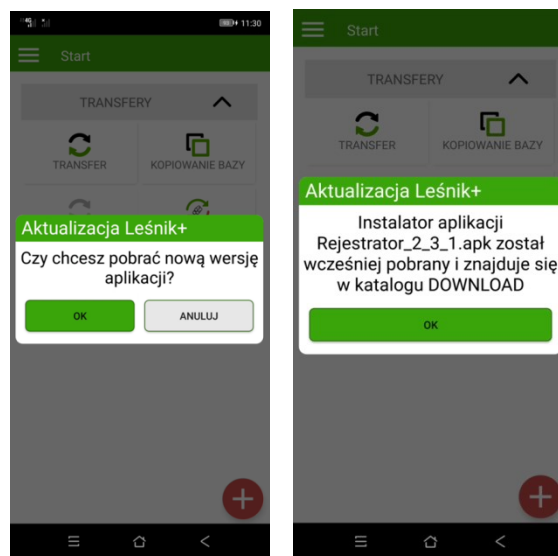 11:30
Start
TRANSFERY
TRANSFER
KOPIOWANIE BAZY
Aktualizacja Leśnik+
Czy chcesz pobrać nową wersję
aplikacji?
OK
ANULUJ
Start
TRANSFERY
TRANSFER
KOPIOWANIE BAZY
Aktualizacja Leśnik+
Instalator aplikacji
Rejestrator_2_3_1.apk został
wcześniej pobrany i znajduje się
w katalogu DOWNLOAD
OK